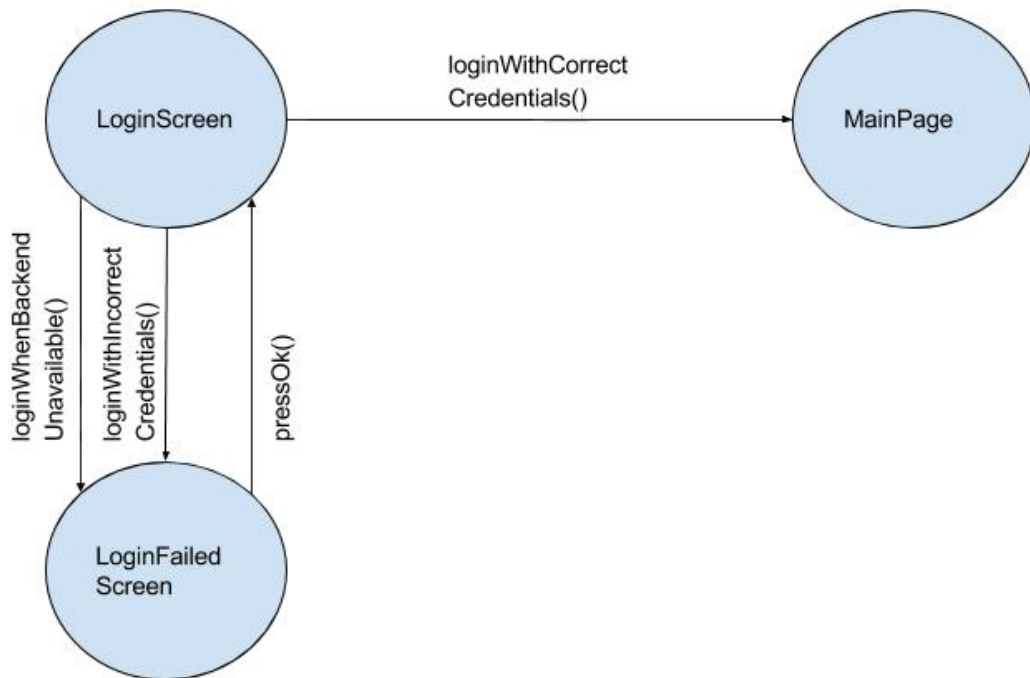 loginWithCorrect
Credentials()
LoginScreen
MainPage
loginWhenBackend
Unavailable()
loginWithIncorrect
Credentials()
pressOk()
LoginFailed
Screen